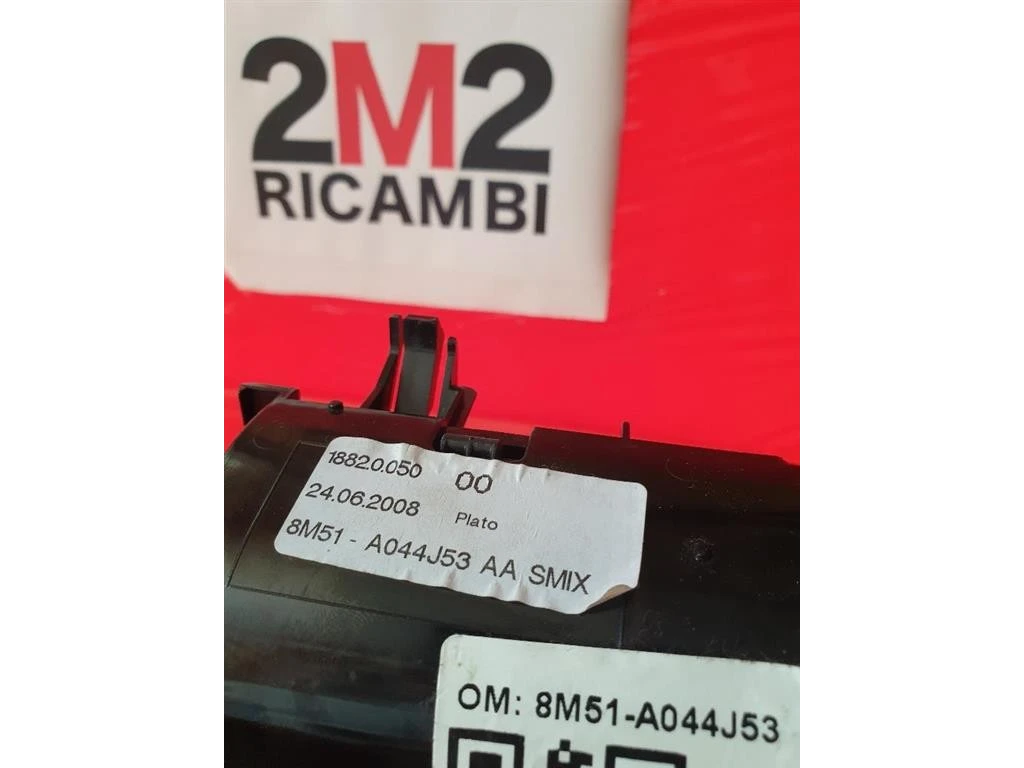 2M2
RICAMBI
1882.0.050 00
24.06.2008 Plato
8M51 - A044J53 AA SMIX
OM: 8M51-A044J53